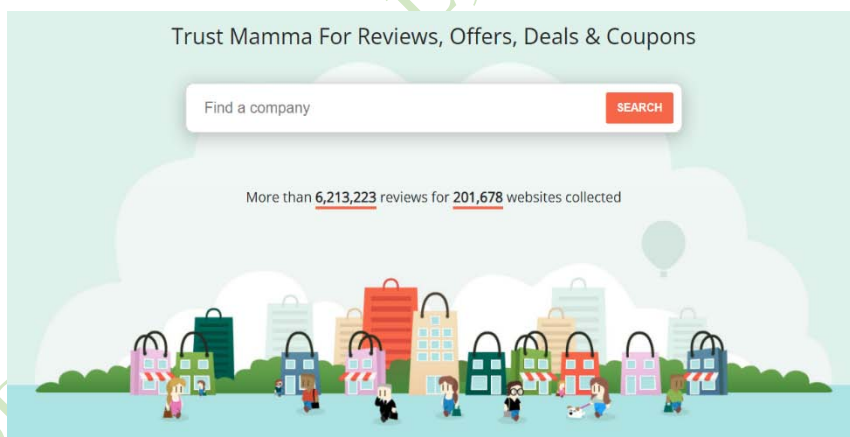 Trust Mamma For Reviews, Offers, Deals & Coupons
Find a company
SEARCH
More than 6,213,223 reviews for 201,678 websites collected